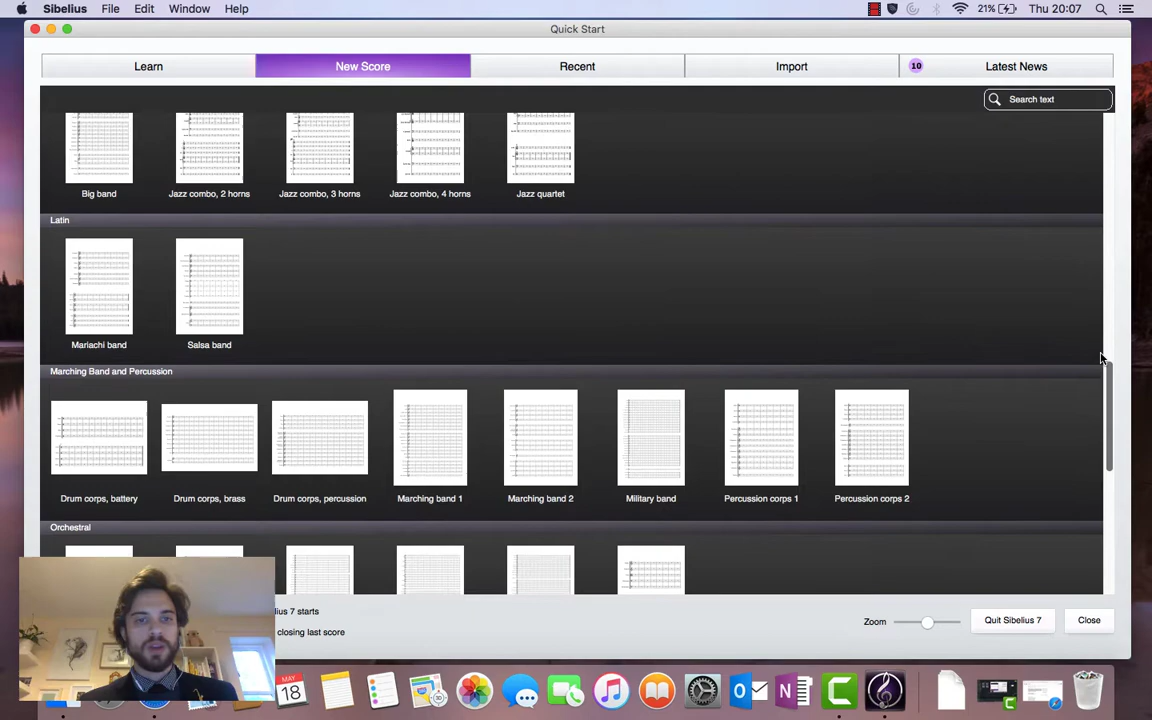 Sibelius File Edit Window Help 21% Thu 20:07
Quick Start
Learn New Score Recent Import 10 Latest News
Search text
Big band Jazz combo, 2 horns Jazz combo, 3 horns Jazz combo, 4 horns Jazz quartet
Latin
Mariachi band Salsa band
Marching Band and Percussion
Drum corps, battery Drum corps, brass Drum corps, percussion Marching band 1 Marching band 2 Military band Percussion corps 1 Percussion corps 2
Orchestral
lius 7 starts
closing last score
Zoom Quit Sibelius 7 Close
MAY
18